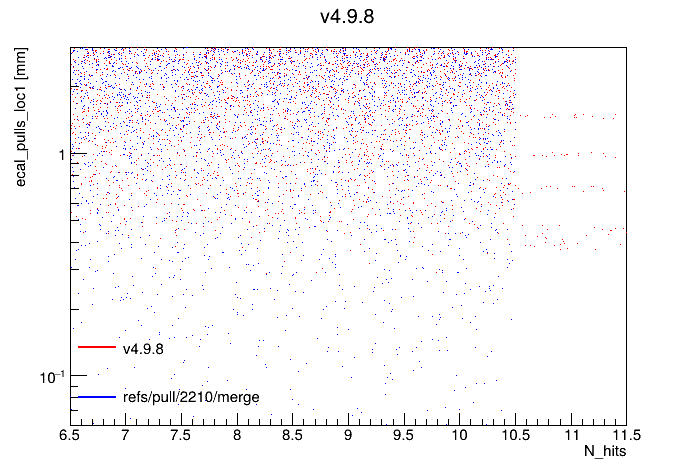 v4.9.8
ecal_pulls_loc1 [mm]
1
10⁻¹
v4.9.8
refs/pull/2210/merge
6.5 7 7.5 8 8.5 9 9.5 10 10.5 11 11.5
N_hits